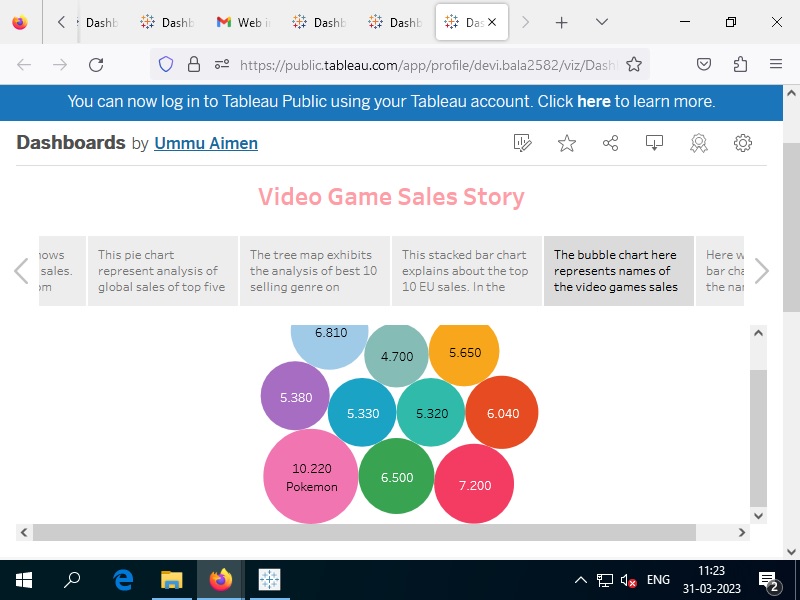 Dashb
Dashb
Web in
Dashb
Dashb
Das
https://public.tableau.com/app/profile/devi.bala2582/viz/Dash
You can now log in to Tableau Public using your Tableau account. Click here to learn more.
Dashboards by Ummu Aimen
Video Game Sales Story
ows
sales.
om
This pie chart
represent analysis of
global sales of top five
The tree map exhibits
the analysis of best 10
selling genre on
This stacked bar chart
explains about the top
10 EU sales. In the
The bubble chart here
represents names of
the video games sales
Here w
bar cha
the nar
6.810
4.700
5.650
5.380
5.330
5.320
6.040
10.220
Pokemon
6.500
7.200
ENG
11:23
31-03-2023
2